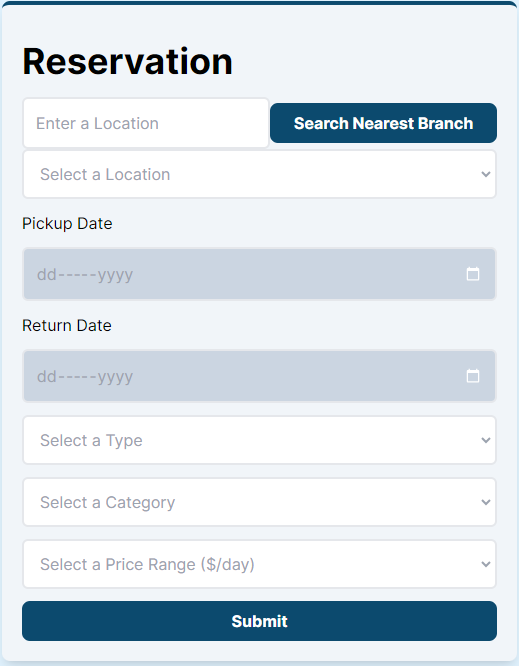 Reservation
Enter a Location Search Nearest Branch
Select a Location
Pickup Date
dd-----yyyy
Return Date
dd-----yyyy
Select a Type
Select a Category
Select a Price Range ($/day)
Submit